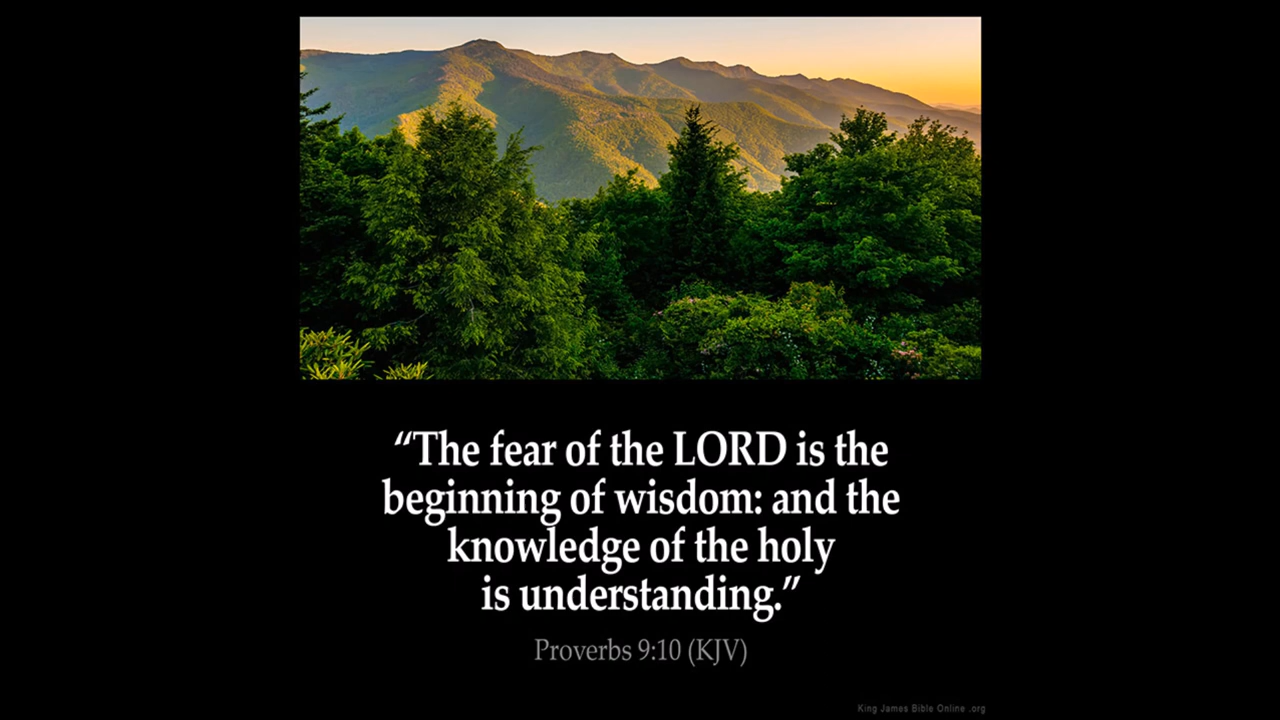 “The fear of the LORD is the
beginning of wisdom: and the
knowledge of the holy
is understanding.”
Proverbs 9:10 (KJV)
King James Bible Online .org